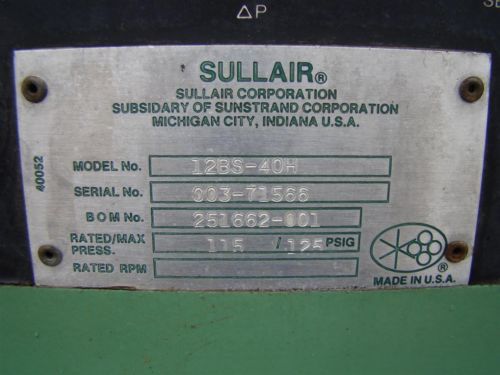 ΔP
SULLAIR®
SULLAIR CORPORATION
SUBSIDARY OF SUNSTRAND CORPORATION
MICHIGAN CITY, INDIANA U.S.A.
40052
MODEL No. 12BS-40H
SERIAL No. 003-71566
BOM No. 251662-001
RATED/MAX PRESS. 115 / 125 PSIG
RATED RPM
®
MADE IN U.S.A.